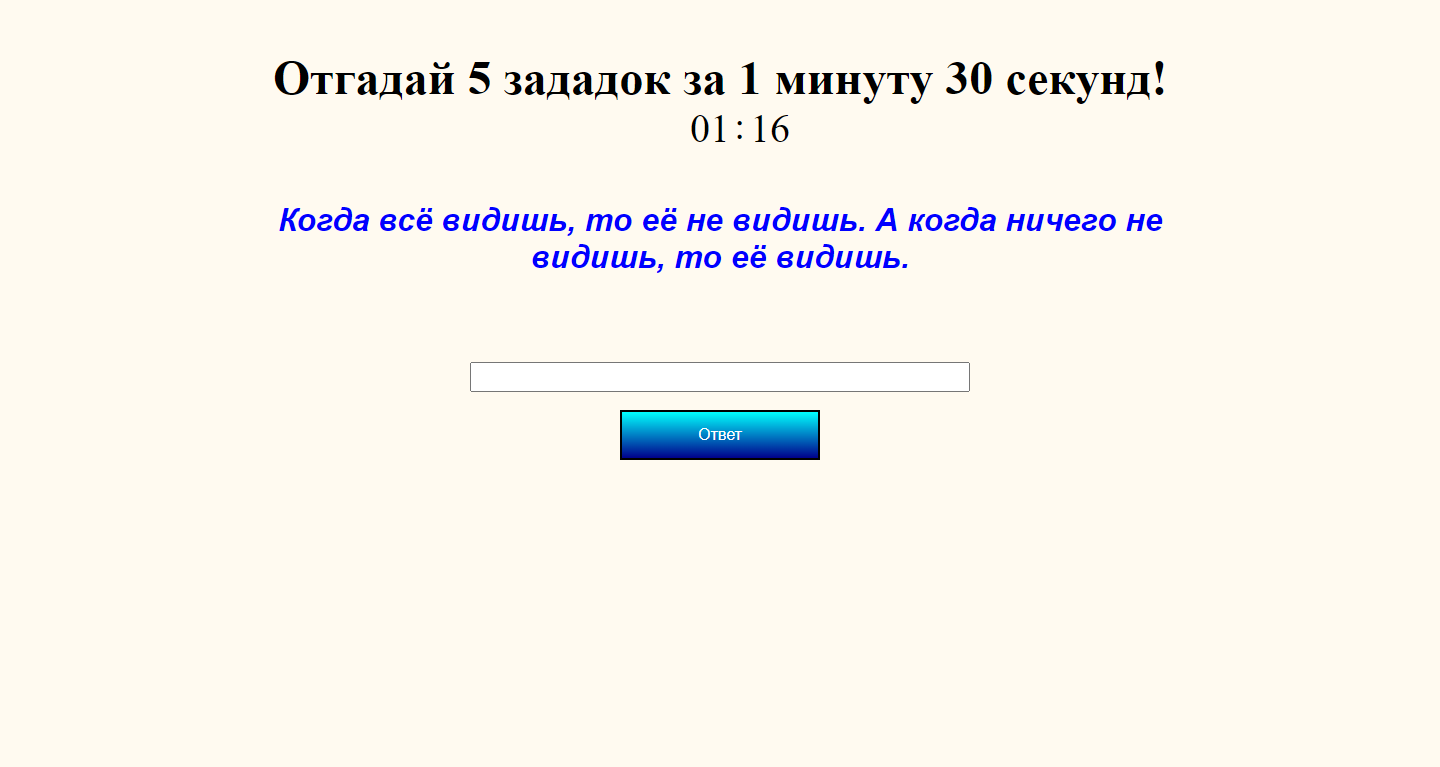 Отгадай 5 зададок за 1 минуту 30 секунд!
01:16
Когда всё видишь, то её не видишь. А когда ничего не
видишь, то её видишь.
Ответ